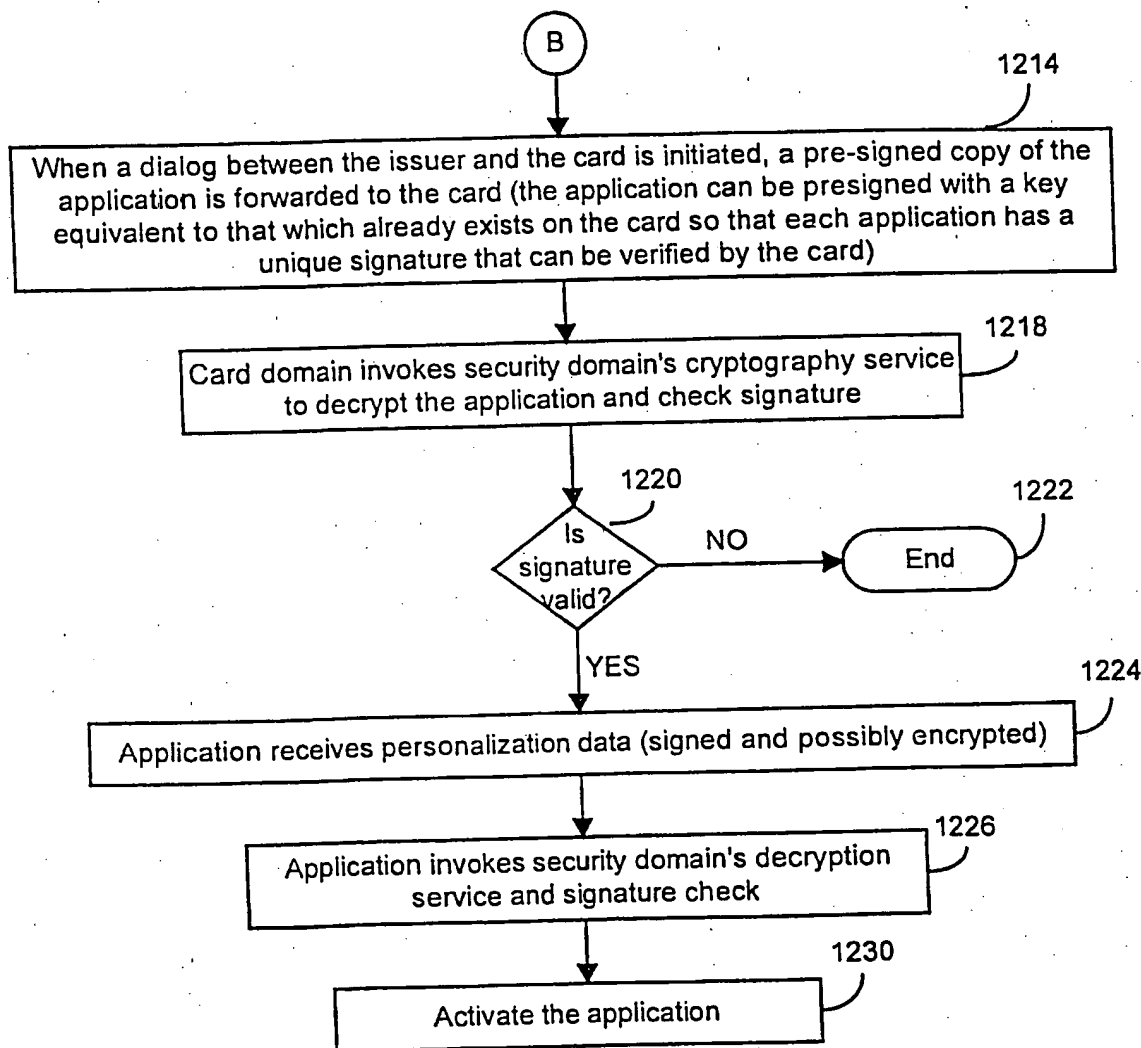 B
1214
When a dialog between the issuer and the card is initiated, a pre-signed copy of the
application is forwarded to the card (the application can be presigned with a key
equivalent to that which already exists on the card so that each application has a
unique signature that can be verified by the card)
1218
Card domain invokes security domain's cryptography service
to decrypt the application and check signature
1220
Is
signature
valid?
NO
1222
End
YES
1224
Application receives personalization data (signed and possibly encrypted)
1226
Application invokes security domain's decryption
service and signature check
1230
Activate the application